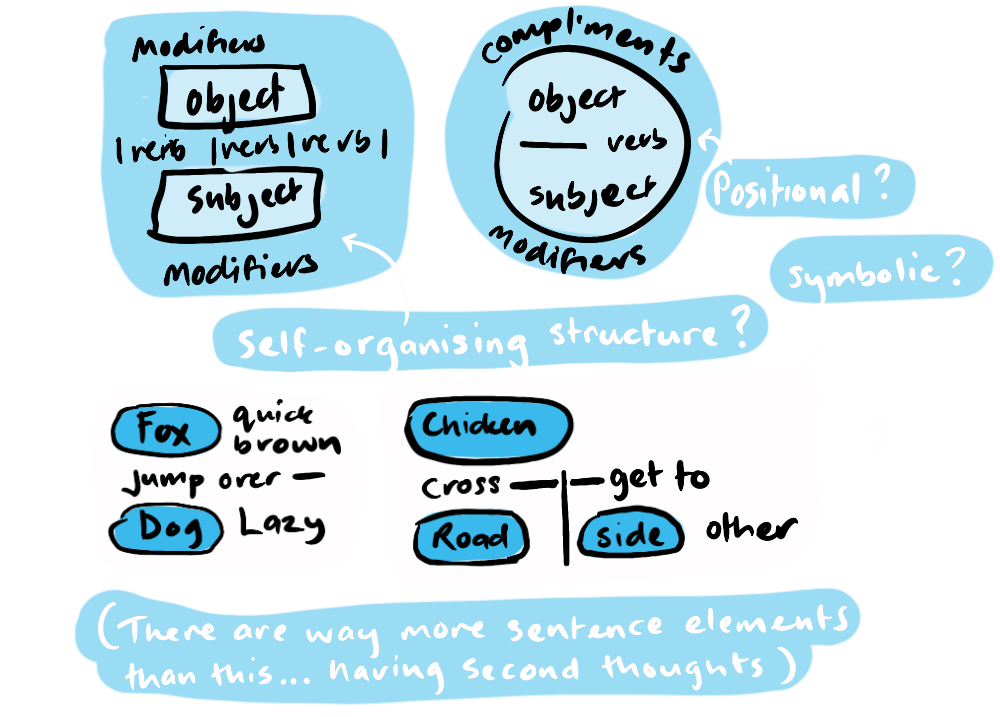 Modifiers
object
|verb |verb|verb|
Subject
Modifiers
compliments
object
verb
subject
modifiers
Positional?
symbolic?
self-organising structure?
Fox quick
brown
Jump over —
Dog Lazy
Chicken
cross — — get to
Road side other
(There are way more sentence elements
than this... having second thoughts)